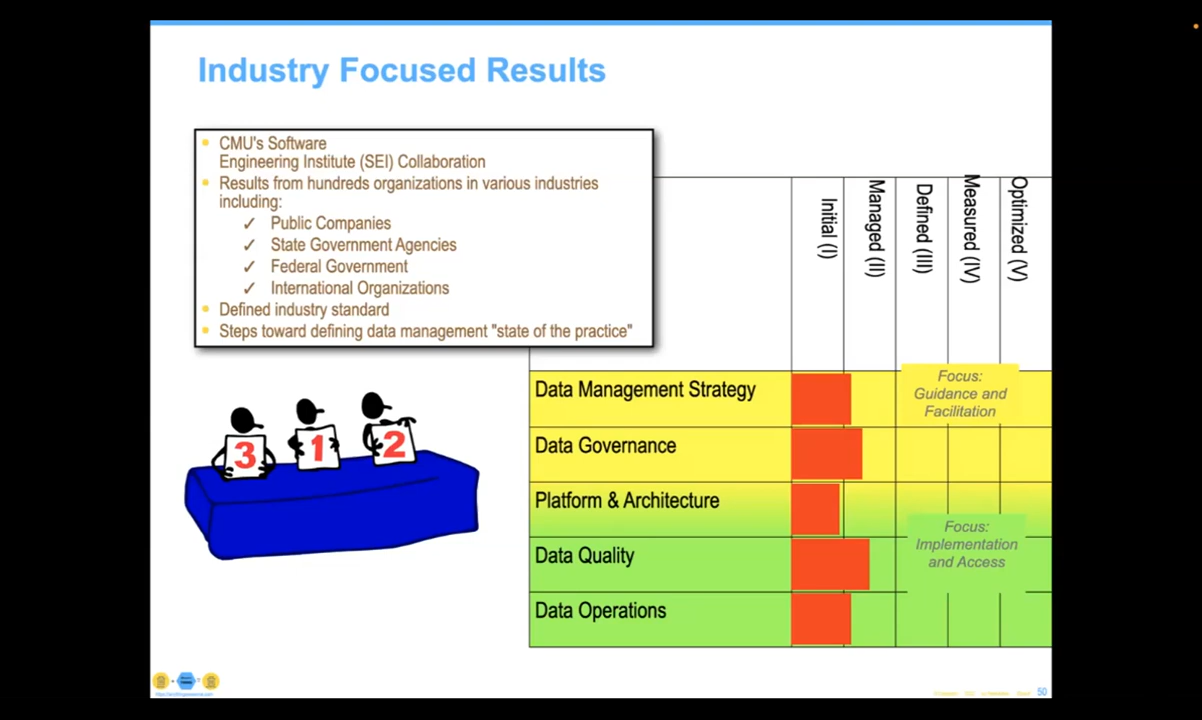 Industry Focused Results
CMU's Software
Engineering Institute (SEI) Collaboration
Results from hundreds organizations in various industries
including:
✓ Public Companies
✓ State Government Agencies
✓ Federal Government
✓ International Organizations
Defined industry standard
Steps toward defining data management "state of the practice"
Initial (I)
Managed (II)
Defined (III)
Measured (IV)
Optimized (V)
Data Management Strategy
Focus:
Guidance and
Facilitation
Data Governance
Platform & Architecture
Data Quality
Focus:
Implementation
and Access
Data Operations
3
1
2
50